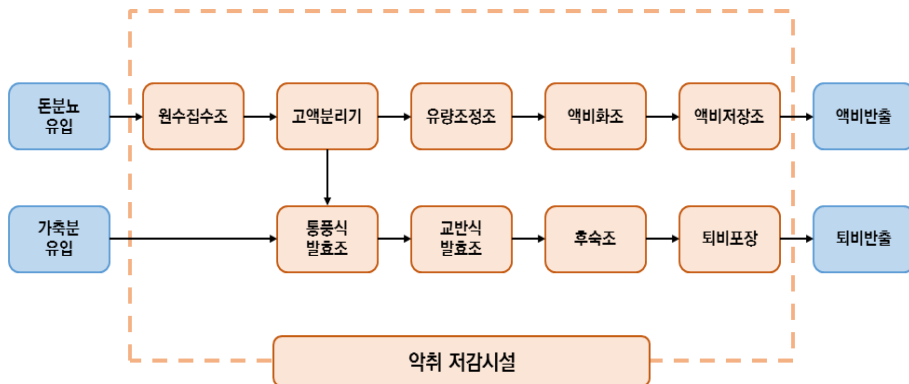 돈분뇨
유입
원수집수조
고액분리기
유량조정조
액비화조
액비저장조
액비반출
가축분
유입
통풍식
발효조
교반식
발효조
후숙조
퇴비포장
퇴비반출
악취 저감시설